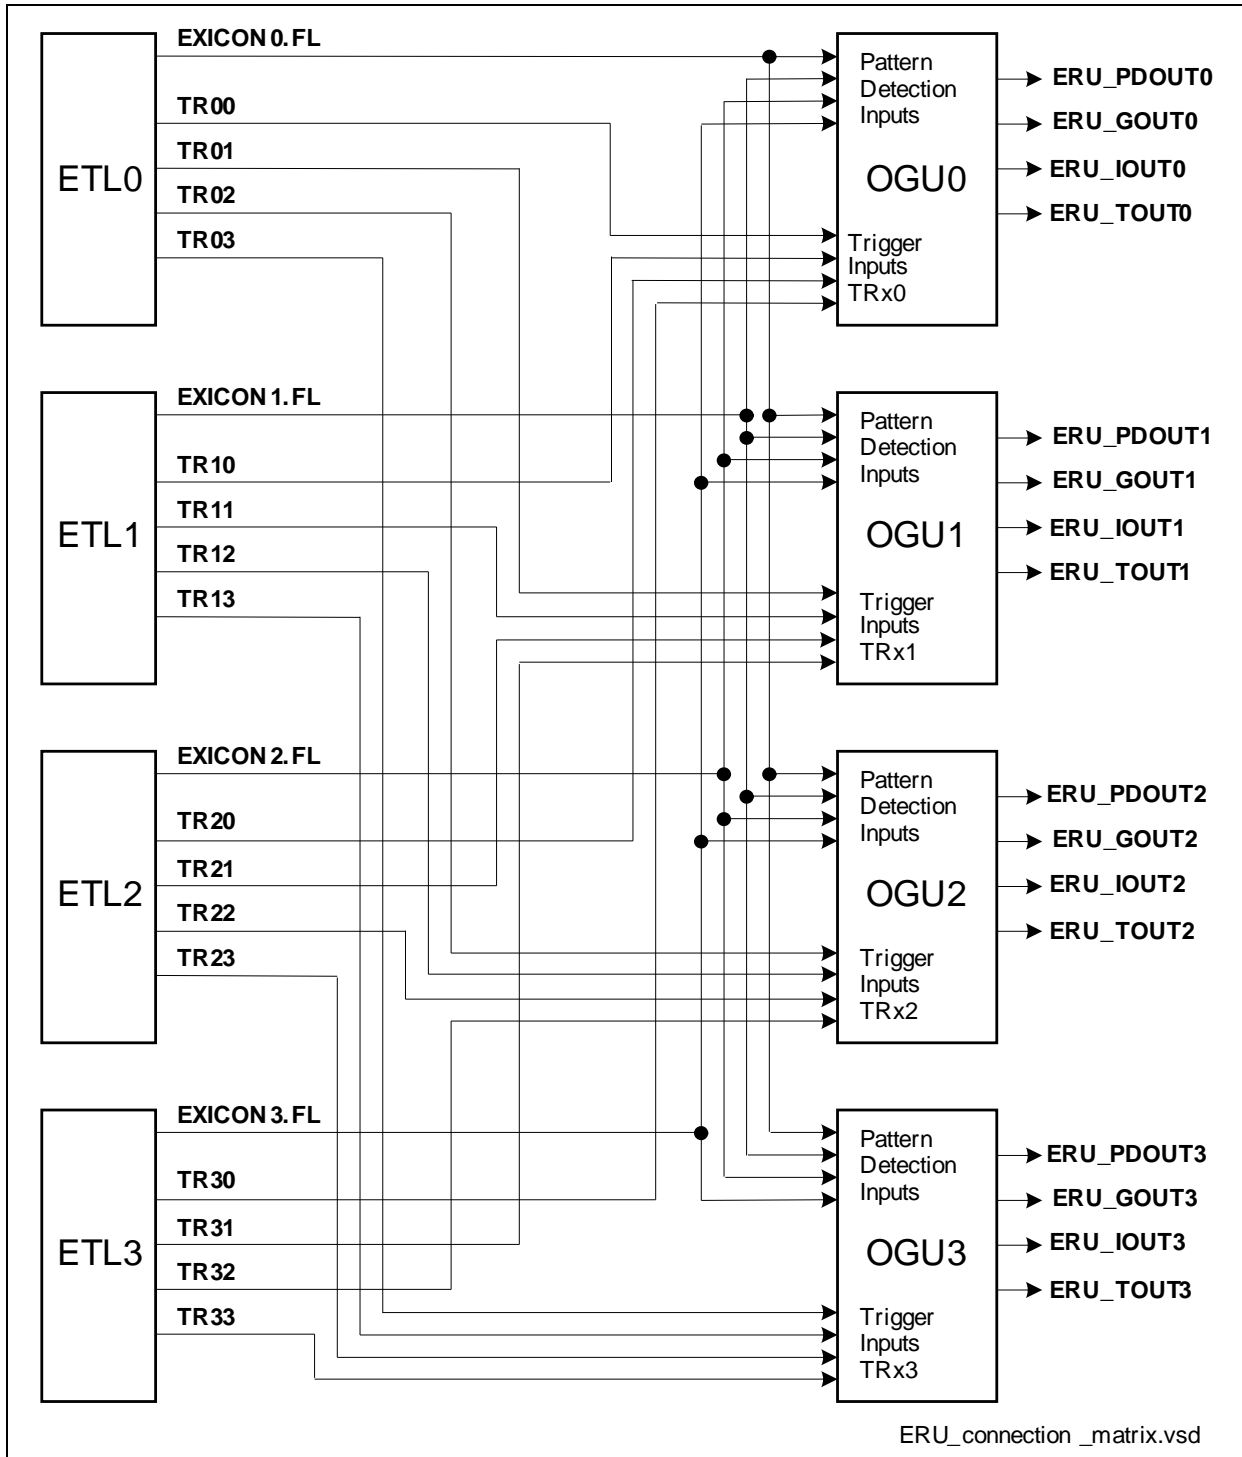 EXICON0.FL
TR00
TR01
TR02
TR03
ETL0
Pattern
Detection
Inputs
OGU0
Trigger
Inputs
TRx0
ERU_PDOUT0
ERU_GOUT0
ERU_IOUT0
ERU_TOUT0
EXICON1.FL
TR10
TR11
TR12
TR13
ETL1
Pattern
Detection
Inputs
OGU1
Trigger
Inputs
TRx1
ERU_PDOUT1
ERU_GOUT1
ERU_IOUT1
ERU_TOUT1
EXICON2.FL
TR20
TR21
TR22
TR23
ETL2
Pattern
Detection
Inputs
OGU2
Trigger
Inputs
TRx2
ERU_PDOUT2
ERU_GOUT2
ERU_IOUT2
ERU_TOUT2
EXICON3.FL
TR30
TR31
TR32
TR33
ETL3
Pattern
Detection
Inputs
OGU3
Trigger
Inputs
TRx3
ERU_PDOUT3
ERU_GOUT3
ERU_IOUT3
ERU_TOUT3
ERU_connection _matrix.vsd